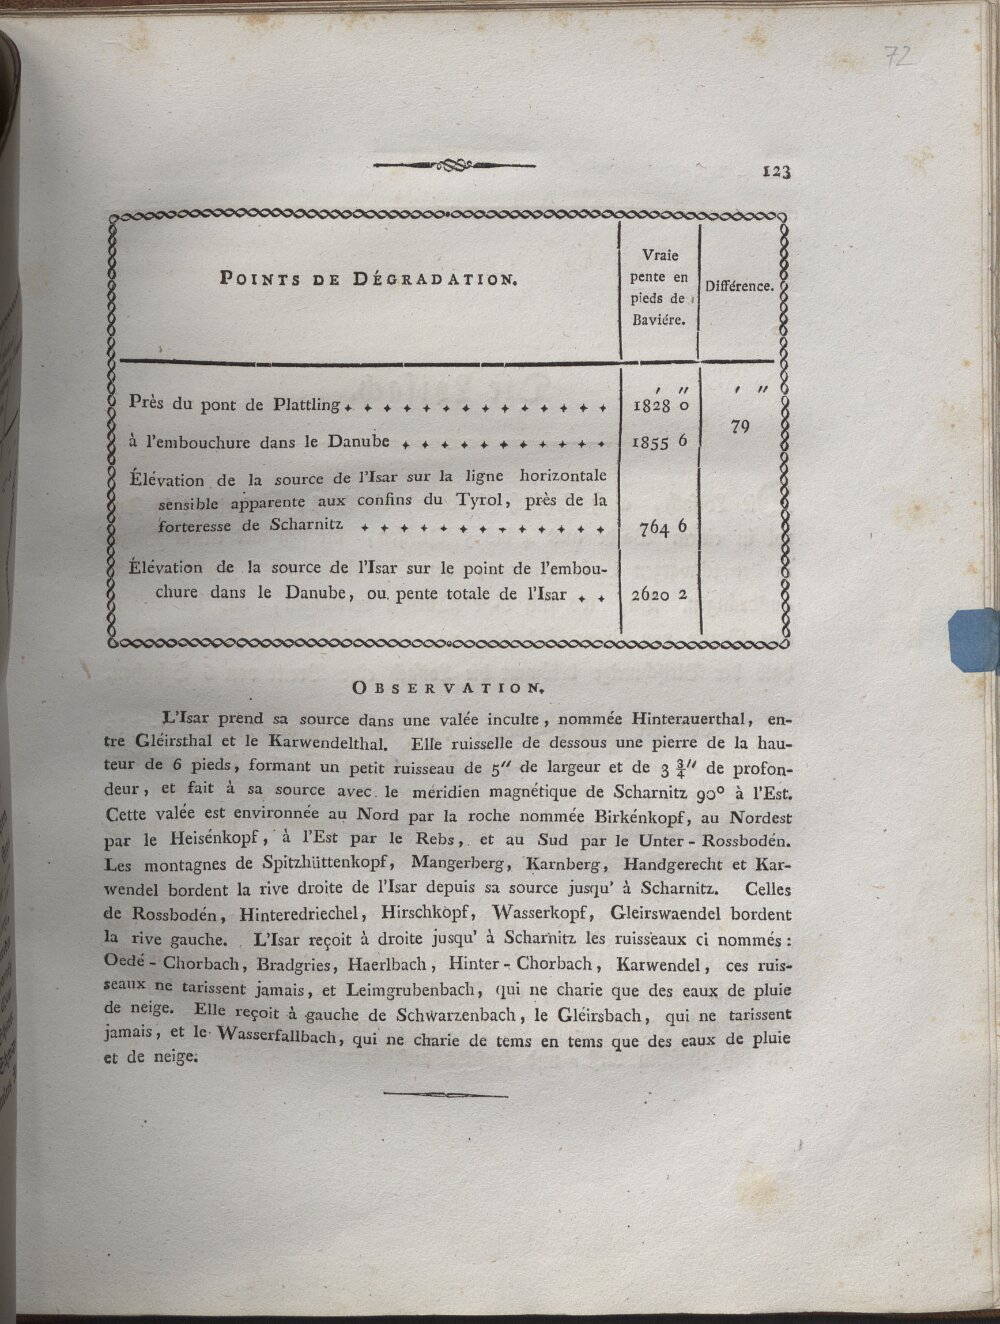 72
123
POINTS DE DÉGRADATION.
Vraie
pente en
pieds de
Baviére.
Différence.
′ ″ ′ ″
Près du pont de Plattling 1828 0
79
à l'embouchure dans le Danube 1855 6
Élévation de la source de l'Isar sur la ligne horizontale
sensible apparente aux confins du Tyrol, près de la
forteresse de Scharnitz 764 6
Élévation de la source de l'Isar sur le point de l'embou-
chure dans le Danube, ou pente totale de l'Isar 2620 2
OBSERVATION.
L'Isar prend sa source dans une valée inculte, nommée Hinterauerthal, en-
tre Gléirsthal et le Karwendelthal. Elle ruisselle de dessous une pierre de la hau-
teur de 6 pieds, formant un petit ruisseau de 5″ de largeur et de 3 ¾″ de profon-
deur, et fait à sa source avec le méridien magnétique de Scharnitz 90° à l'Est.
Cette valée est environnée au Nord par la roche nommée Birkénkopf, au Nordest
par le Heisénkopf, à l'Est par le Rebs, et au Sud par le Unter-Rossbodén.
Les montagnes de Spitzhüttenkopf, Mangerberg, Karnberg, Handgerecht et Kar-
wendel bordent la rive droite de l'Isar depuis sa source jusqu' à Scharnitz. Celles
de Rossbodén, Hinteredriechel, Hirschkopf, Wasserkopf, Gleirswaendel bordent
la rive gauche. L'Isar reçoit à droite jusqu' à Scharnitz les ruisseaux ci nommés:
Oedé-Chorbach, Bradgries, Haerlbach, Hinter-Chorbach, Karwendel, ces ruis-
seaux ne tarissent jamais, et Leimgrubenbach, qui ne charie que des eaux de pluie
de neige. Elle reçoit à gauche de Schwarzenbach, le Gléirsbach, qui ne tarissent
jamais, et le Wasserfallbach, qui ne charie de tems en tems que des eaux de pluie
et de neige.